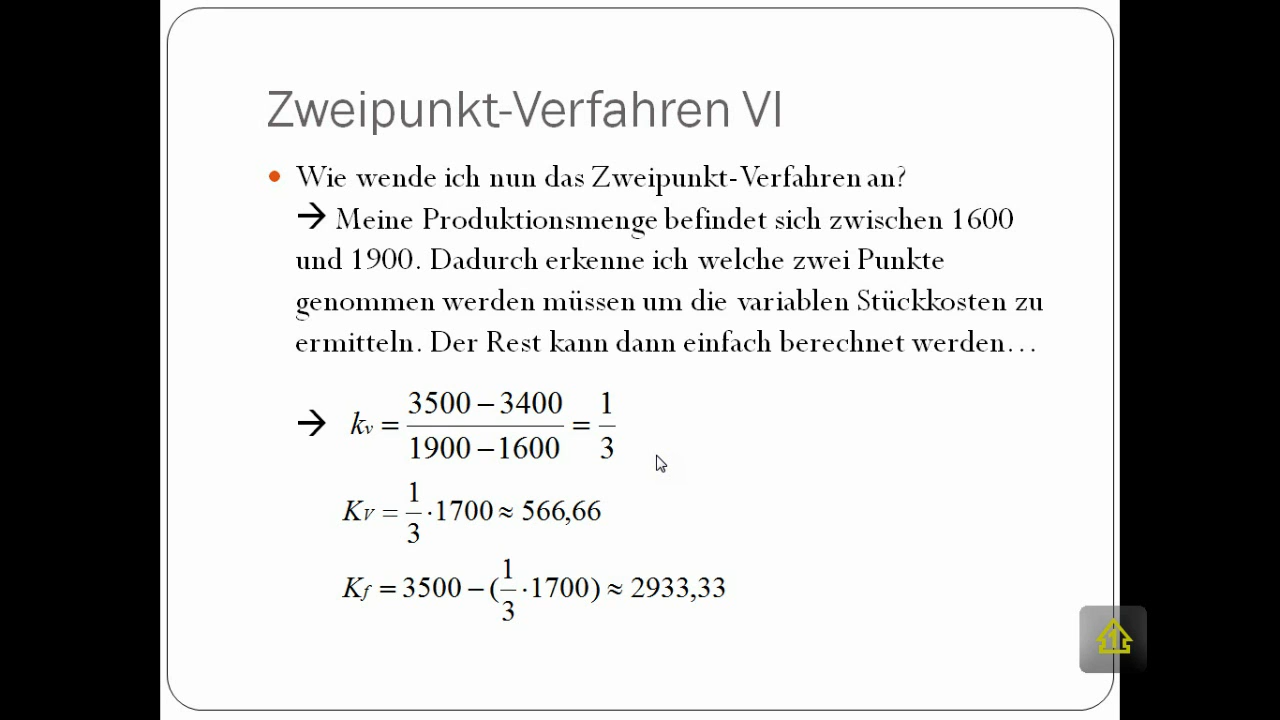 Zweipunkt-Verfahren VI
• Wie wende ich nun das Zweipunkt-Verfahren an?
→ Meine Produktionsmenge befindet sich zwischen 1600
und 1900. Dadurch erkenne ich welche zwei Punkte
genommen werden müssen um die variablen Stückkosten zu
ermitteln. Der Rest kann dann einfach berechnet werden…
→ kv = (3500 – 3400)/(1900 – 1600) = 1/3
KV = 1/3 · 1700 ≈ 566,66
Kf = 3500 – (1/3 · 1700) ≈ 2933,33
1